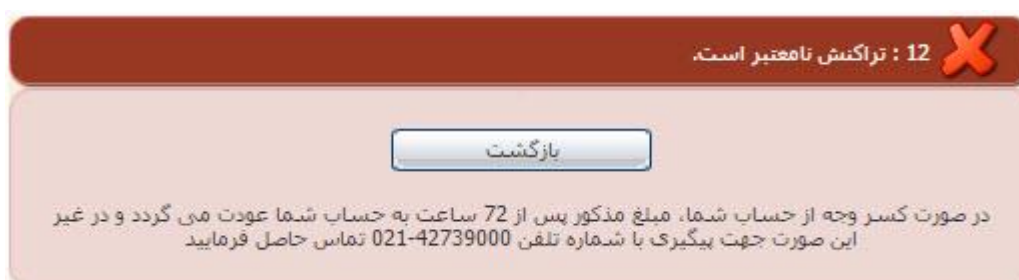 12 : تراکنش نامعتبر است.
بازگشت
در صورت کسر وجه از حساب شما، مبلغ مذکور پس از 72 ساعت به حساب شما عودت می گردد و در غیر
این صورت جهت پیگیری با شماره تلفن 42739000-021 تماس حاصل فرمایید